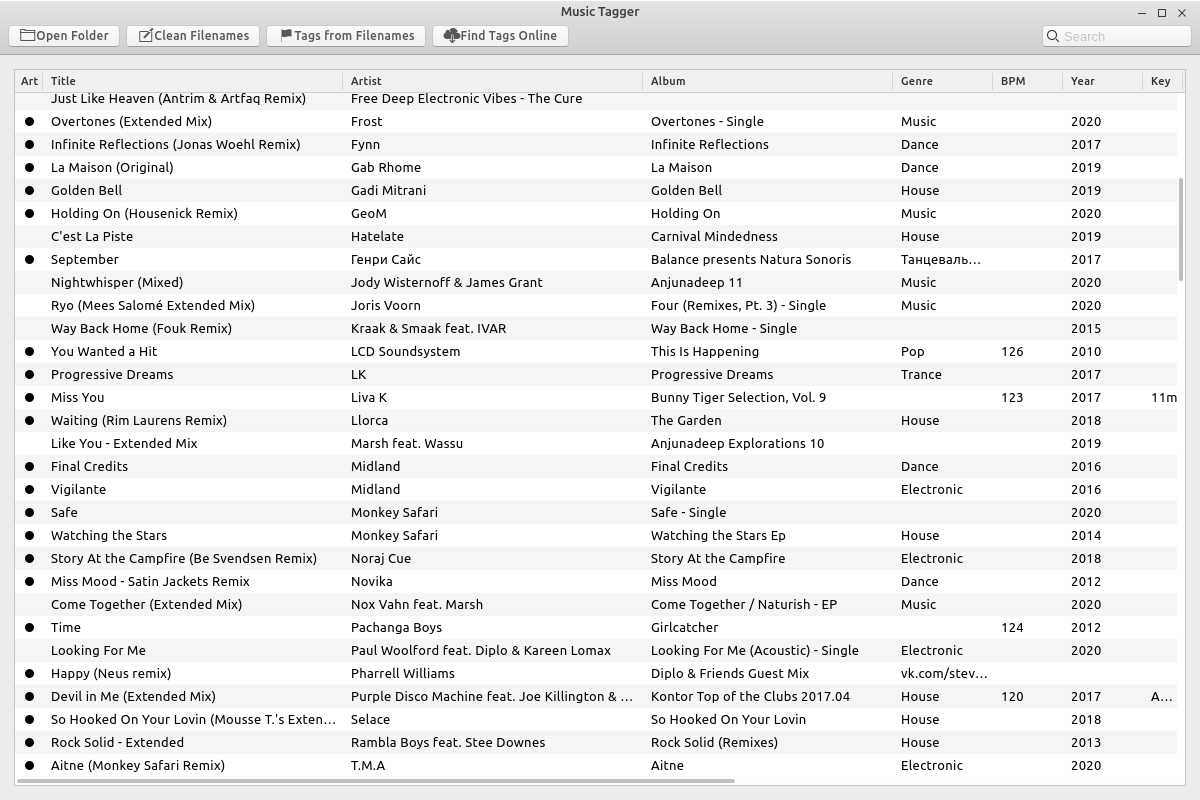 Music Tagger
Open Folder Clean Filenames Tags from Filenames Find Tags Online Search
Art Title Artist Album Genre BPM Year Key
Just Like Heaven (Antrim & Artfaq Remix) Free Deep Electronic Vibes - The Cure
Overtones (Extended Mix) Frost Overtones - Single Music 2020
Infinite Reflections (Jonas Woehl Remix) Fynn Infinite Reflections Dance 2017
La Maison (Original) Gab Rhome La Maison Dance 2019
Golden Bell Gadi Mitrani Golden Bell House 2019
Holding On (Housenick Remix) GeoM Holding On Music 2020
C'est La Piste Hatelate Carnival Mindedness House 2019
September Генри Сайс Balance presents Natura Sonoris Танцеваль... 2017
Nightwhisper (Mixed) Jody Wisternoff & James Grant Anjunadeep 11 Music 2020
Ryo (Mees Salomé Extended Mix) Joris Voorn Four (Remixes, Pt. 3) - Single Music 2020
Way Back Home (Fouk Remix) Kraak & Smaak feat. IVAR Way Back Home - Single 2015
You Wanted a Hit LCD Soundsystem This Is Happening Pop 126 2010
Progressive Dreams LK Progressive Dreams Trance 2017
Miss You Liva K Bunny Tiger Selection, Vol. 9 123 2017 11m
Waiting (Rim Laurens Remix) Llorca The Garden House 2018
Like You - Extended Mix Marsh feat. Wassu Anjunadeep Explorations 10 2019
Final Credits Midland Final Credits Dance 2016
Vigilante Midland Vigilante Electronic 2016
Safe Monkey Safari Safe - Single 2020
Watching the Stars Monkey Safari Watching the Stars Ep House 2014
Story At the Campfire (Be Svendsen Remix) Noraj Cue Story At the Campfire Electronic 2018
Miss Mood - Satin Jackets Remix Novika Miss Mood Dance 2012
Come Together (Extended Mix) Nox Vahn feat. Marsh Come Together / Naturish - EP Music 2020
Time Pachanga Boys Girlcatcher 124 2012
Looking For Me Paul Woolford feat. Diplo & Kareen Lomax Looking For Me (Acoustic) - Single Electronic 2020
Happy (Neus remix) Pharrell Williams Diplo & Friends Guest Mix vk.com/stev...
Devil in Me (Extended Mix) Purple Disco Machine feat. Joe Killington & ... Kontor Top of the Clubs 2017.04 House 120 2017 A...
So Hooked On Your Lovin (Mousse T.'s Exten... Selace So Hooked On Your Lovin House 2018
Rock Solid - Extended Rambla Boys feat. Stee Downes Rock Solid (Remixes) House 2013
Aitne (Monkey Safari Remix) T.M.A Aitne Electronic 2020